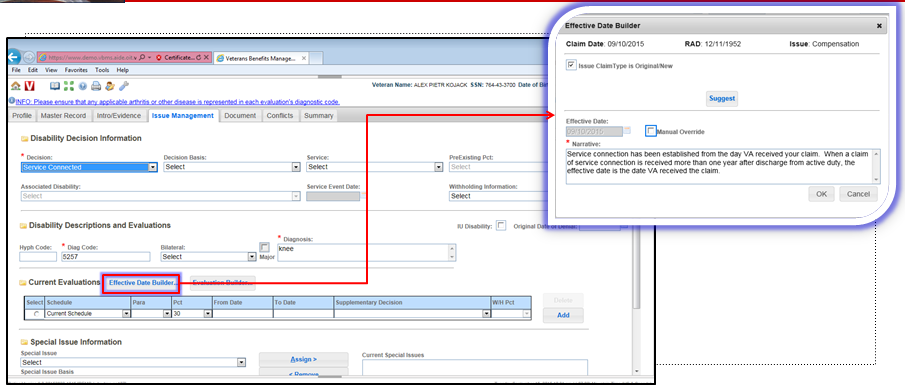 https://www.demo.vbms.aide.oit.v
Certificate...
Veterans Benefits Manage...
File Edit View Favorites Tools Help
Veteran Name: ALEX PIETR KOJACK SSN: 764-43-3700 Date of Bir
INFO: Please ensure that any applicable arthritis or other disease is represented in each evaluation's diagnostic code.
Profile Master Record Intro/Evidence Issue Management Document Conflicts Summary
Disability Decision Information
* Decision: Decision Basis: Service: PreExisting Pct:
Service Connected Select Select Select
Associated Disability: Service Event Date: Withholding Information:
Select Select
Disability Descriptions and Evaluations IU Disability: Original Date of Denial:
Hyph Code: * Diag Code: Bilateral: Major * Diagnosis:
5257 Select knee
Current Evaluations Effective Date Builder... Evaluation Builder...
Select Schedule Para Pct From Date To Date Supplementary Decision W/H Pct Delete
Current Schedule 30 Add
Special Issue Information
Special Issue Current Special Issues
Select Assign >
Special Issue Basis < Remove
Effective Date Builder
Claim Date: 09/10/2015 RAD: 12/11/1952 Issue: Compensation
Issue ClaimType is Original/New
Suggest
Effective Date:
09/10/2015 Manual Override
* Narrative:
Service connection has been established from the day VA received your claim. When a claim
of service connection is received more than one year after discharge from active duty, the
effective date is the date VA received the claim.
OK Cancel